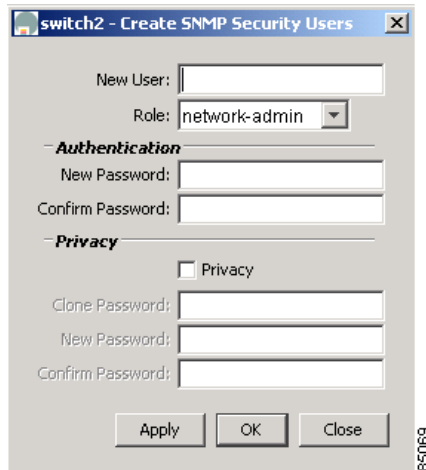 switch2 - Create SNMP Security Users
New User:
Role: network-admin
Authentication
New Password:
Confirm Password:
Privacy
Privacy
Clone Password:
New Password:
Confirm Password:
Apply OK Close
85069